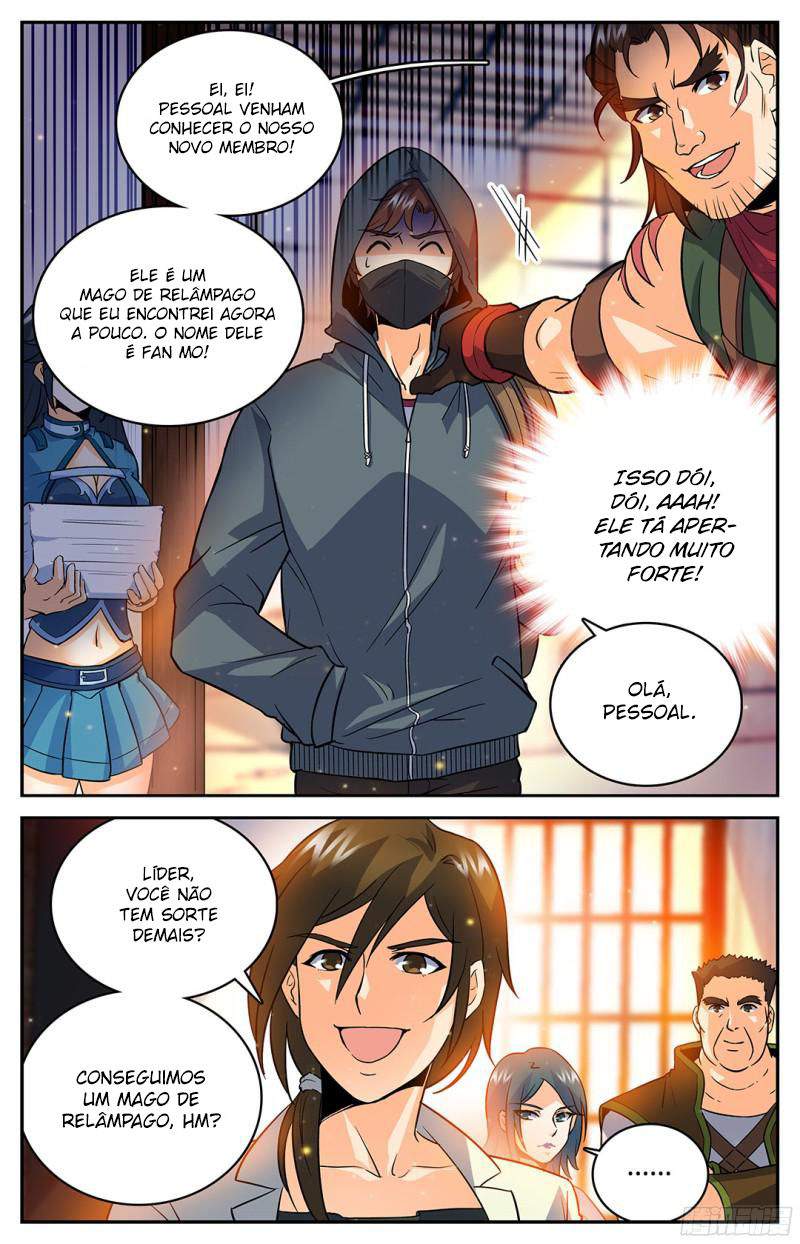 EI, EI!
PESSOAL VENHAM
CONHECER O NOSSO
NOVO MEMBRO!
ELE É UM
MAGO DE RELÂMPAGO
QUE EU ENCONTREI AGORA
A POUCO. O NOME DELE
É FAN MO!
ISSO DÓI,
DÓI, AAAH!
ELE TÁ APER-
TANDO MUITO
FORTE!
OLÁ,
PESSOAL.
LÍDER,
VOCÊ NÃO
TEM SORTE
DEMAIS?
CONSEGUIMOS
UM MAGO DE
RELÂMPAGO, HM?
......